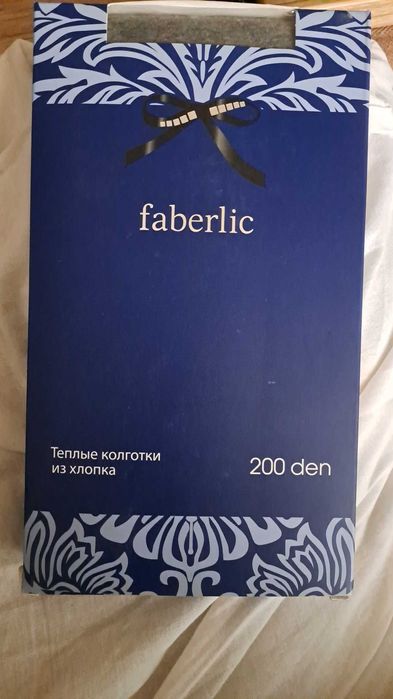 faberlic
Теплые колготки
из хлопка
200 den